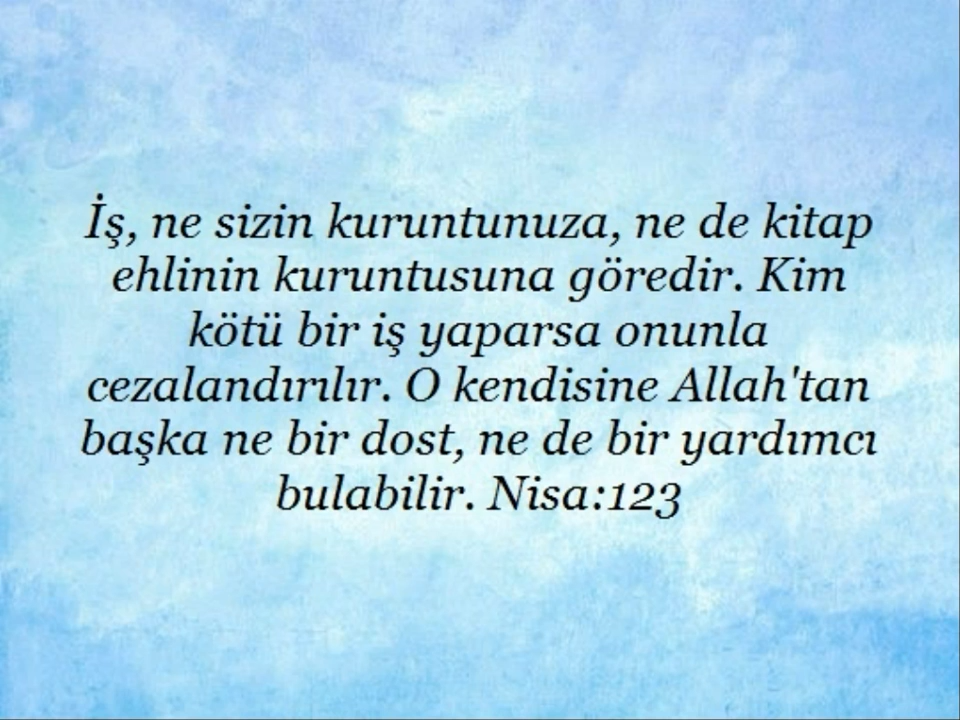 İş, ne sizin kuruntunuza, ne de kitap
ehlinin kuruntusuna göredir. Kim
kötü bir iş yaparsa onunla
cezalandırılır. O kendisine Allah'tan
başka ne bir dost, ne de bir yardımcı
bulabilir. Nisa:123